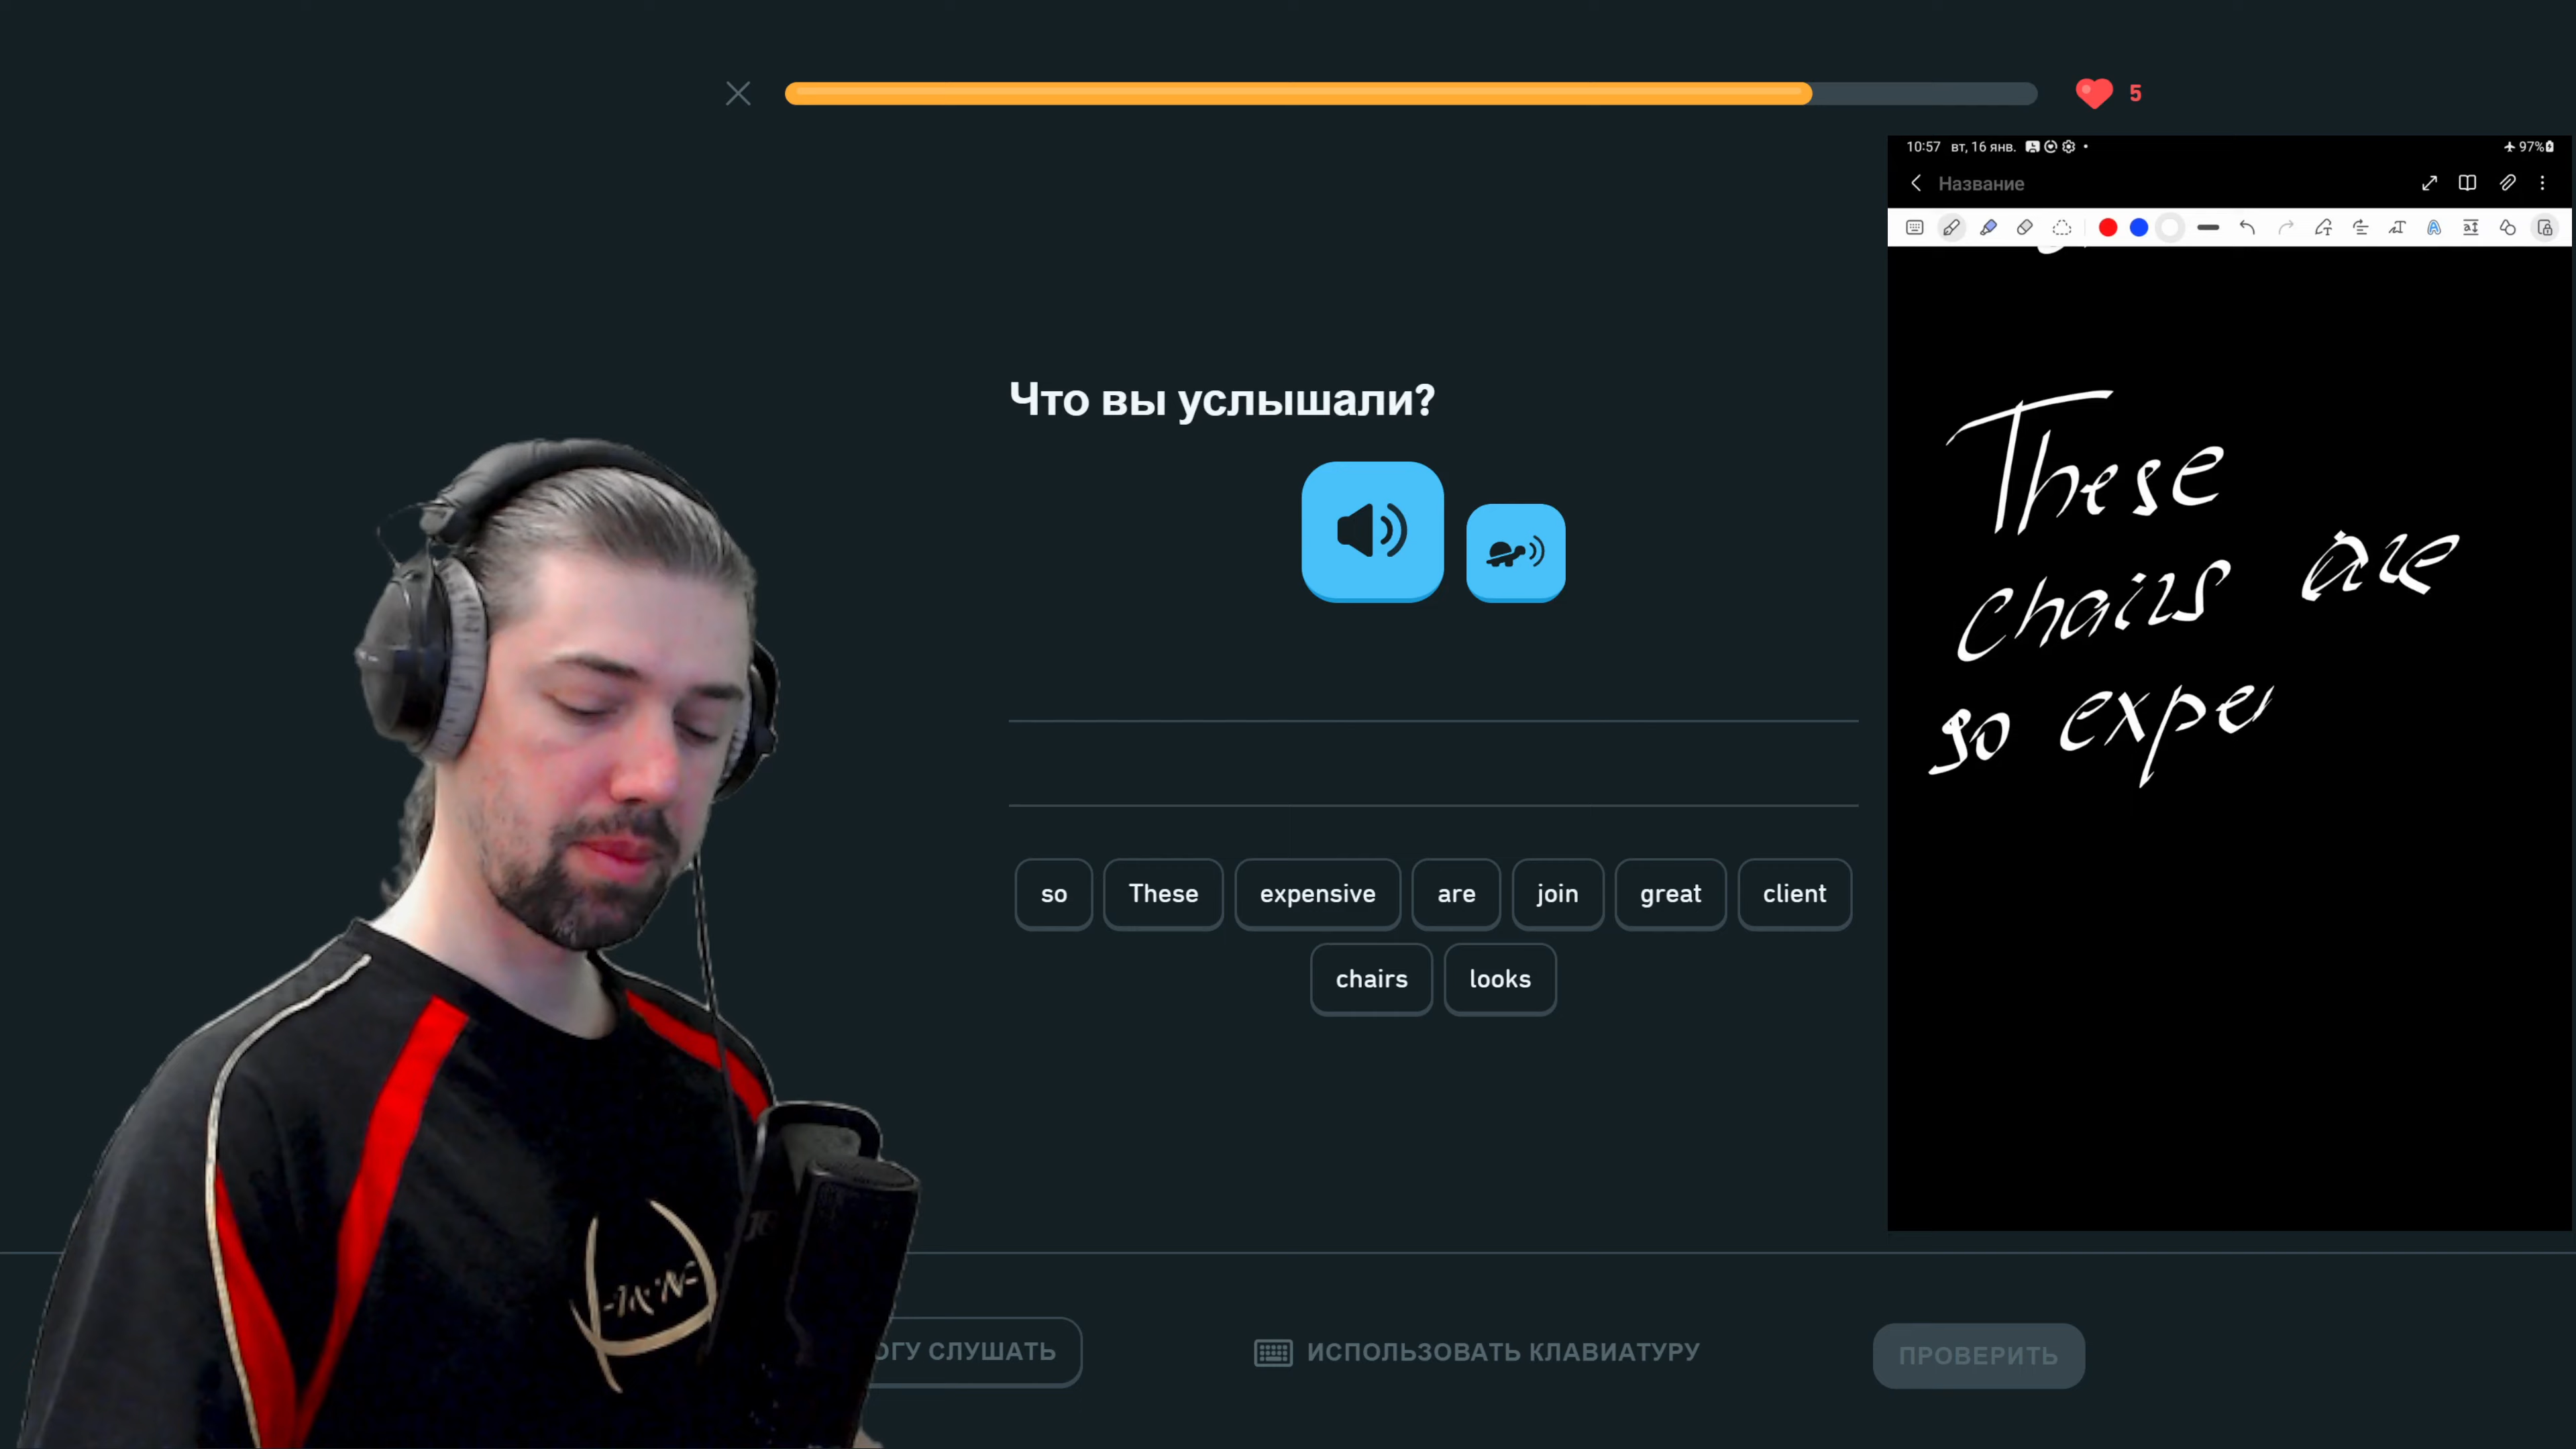 5
10:57 вт, 16 янв.
97%
Название
These
chairs are
so expen
Что вы услышали?
so These expensive are join great client
chairs looks
ОГУ СЛУШАТЬ
ИСПОЛЬЗОВАТЬ КЛАВИАТУРУ
ПРОВЕРИТЬ